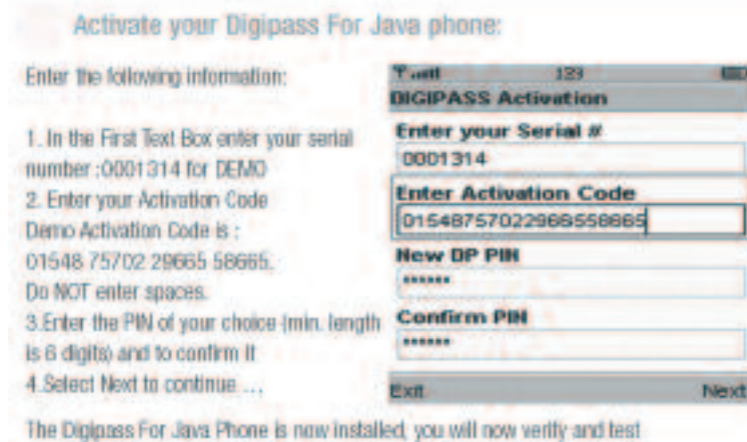 Activate your Digipass For Java phone:
Enter the following information:
1. In the First Text Box enter your serial
number :0001314 for DEMO
2. Enter your Activation Code
Demo Activation Code is :
01548 75702 29665 58665.
Do NOT enter spaces.
3.Enter the PIN of your choice (min. length
is 6 digits) and to confirm it
4.Select Next to continue ...
123
DIGIPASS Activation
Enter your Serial #
0001314
Enter Activation Code
01548757022966558665
New DP PIN
******
Confirm PIN
******
Exit Next
The Digipass For Java Phone is now installed, you will now verify and test